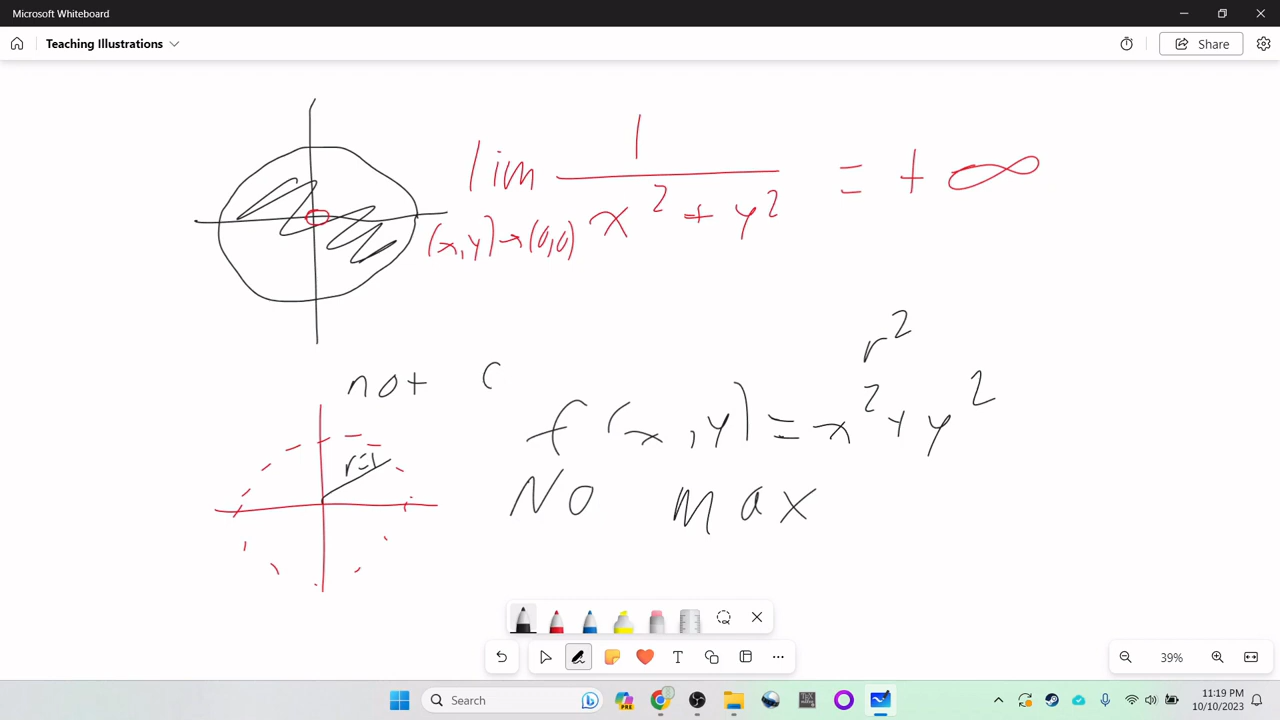 Microsoft Whiteboard
Teaching Illustrations
Share
lim 1 / (x² + y²) = + ∞
(x,y)→(0,0)
r²
not C
f(x,y) = x² + y²
r=1
No max
39%
Search
PRE
11:19 PM
10/10/2023